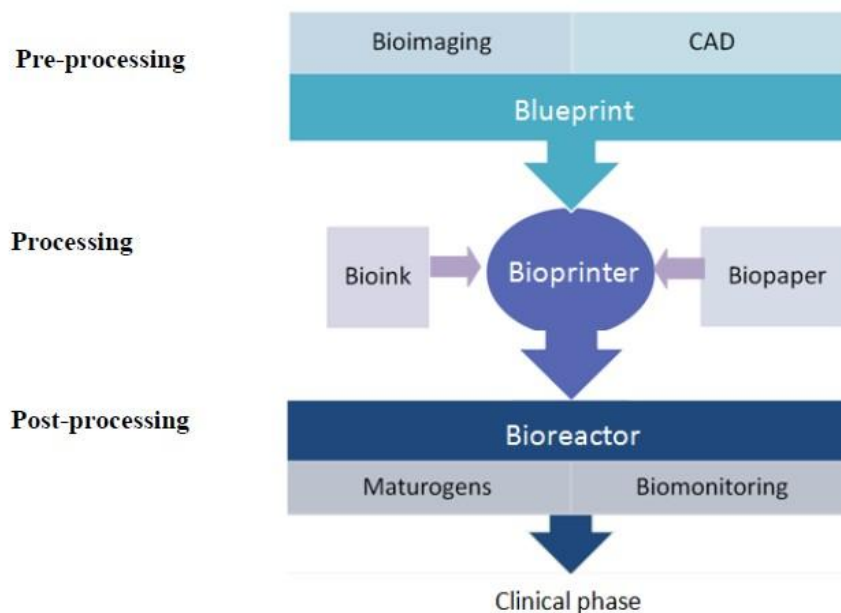 Pre-processing
Bioimaging
CAD
Blueprint
Processing
Bioink
Bioprinter
Biopaper
Post-processing
Bioreactor
Maturogens
Biomonitoring
Clinical phase